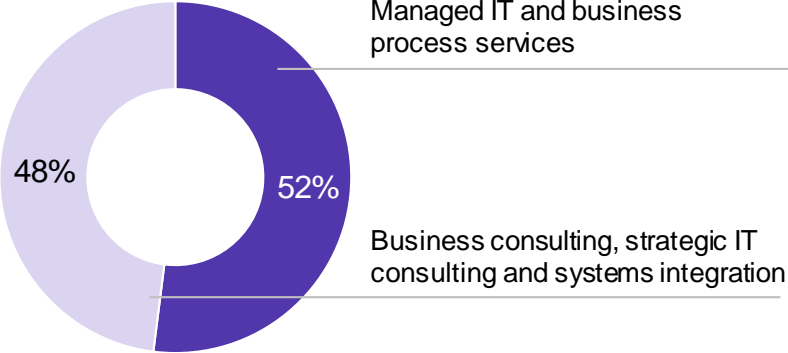 Managed IT and business
process services
48%
52%
Business consulting, strategic IT
consulting and systems integration